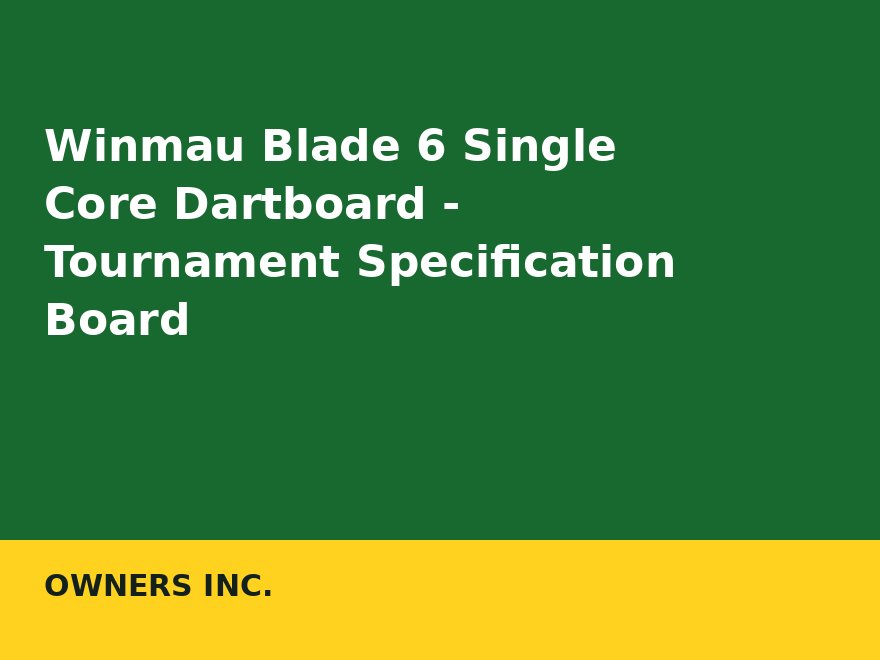 Winmau Blade 6 Single
Core Dartboard -
Tournament Specification
Board
OWNERS INC.